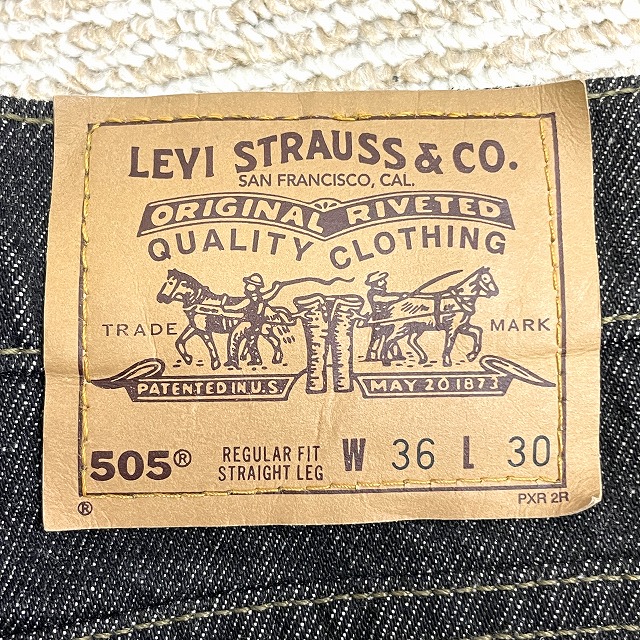 LEVI STRAUSS & CO.
SAN FRANCISCO, CAL.
ORIGINAL RIVETED
QUALITY CLOTHING
TRADE MARK
PATENTED IN U.S. MAY 20 1873
505® REGULAR FIT STRAIGHT LEG W 36 L 30
® PXR 2R